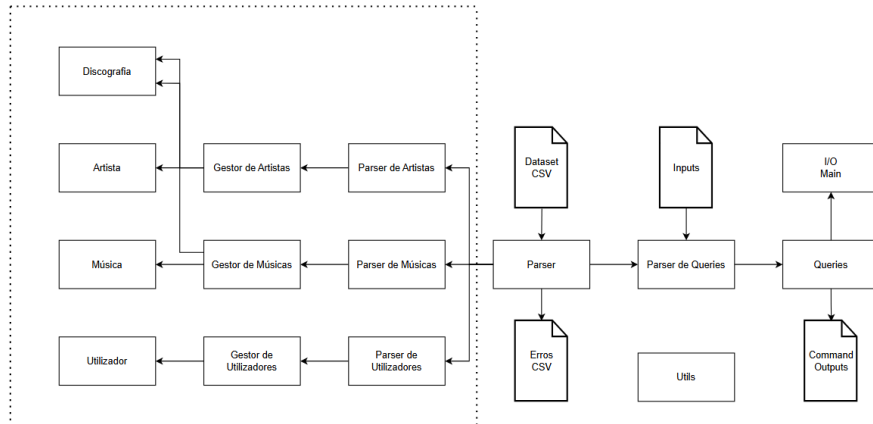 Discografia
Artista
Gestor de Artistas
Parser de Artistas
Dataset
CSV
Inputs
I/O
Main
Música
Gestor de Músicas
Parser de Músicas
Parser
Parser de Queries
Queries
Utilizador
Gestor de
Utilizadores
Parser de
Utilizadores
Erros
CSV
Utils
Command
Outputs